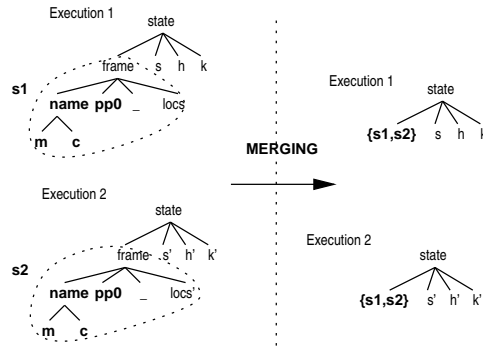 Execution 1
state
frame s h k
s1
name pp0 _ locs
m c
Execution 2
state
frame s' h' k'
s2
name pp0 _ locs'
m c
MERGING
Execution 1
state
{s1,s2} s h k
Execution 2
state
{s1,s2} s' h' k'